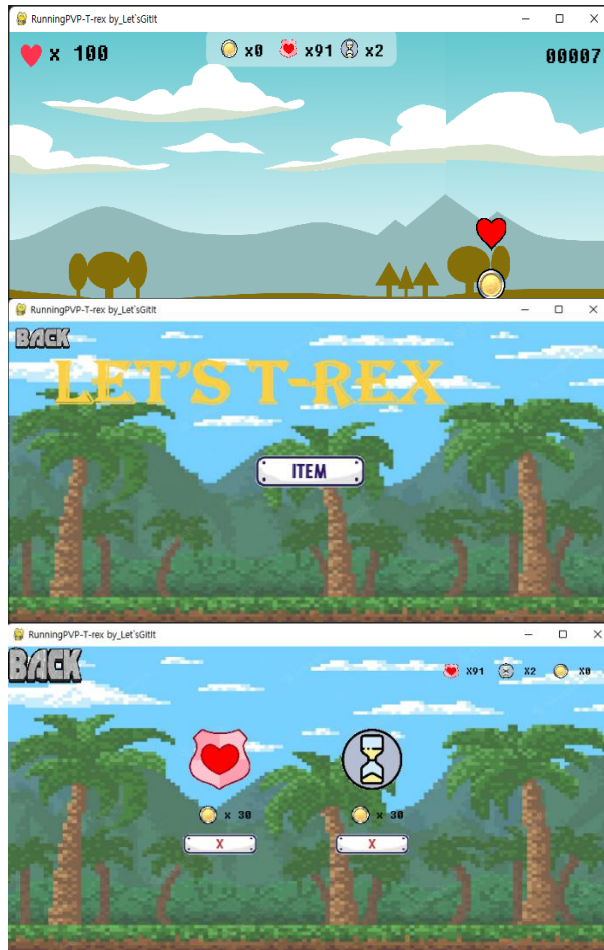 RunningPVP-T-rex by_Let`sGitIt
x 100
x0 x91 x2
00007
RunningPVP-T-rex by_Let`sGitIt
BACK
LET'S T-REX
ITEM
RunningPVP-T-rex by_Let`sGitIt
BACK
X91 X2 X0
x 30 x 30
X X